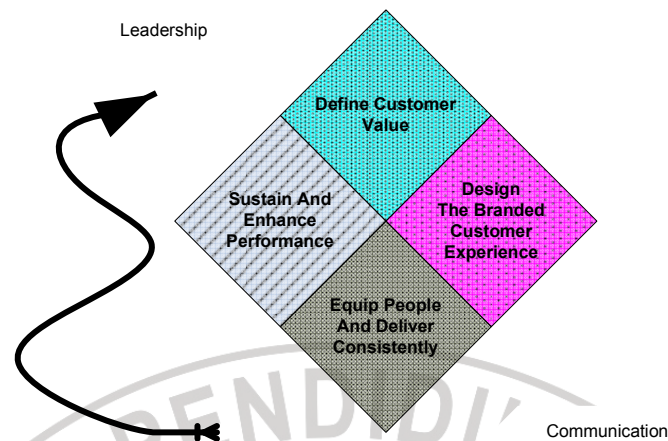 Leadership
Define Customer
Value
Sustain And
Enhance
Performance
Design
The Branded
Customer
Experience
Equip People
And Deliver
Consistently
Communication